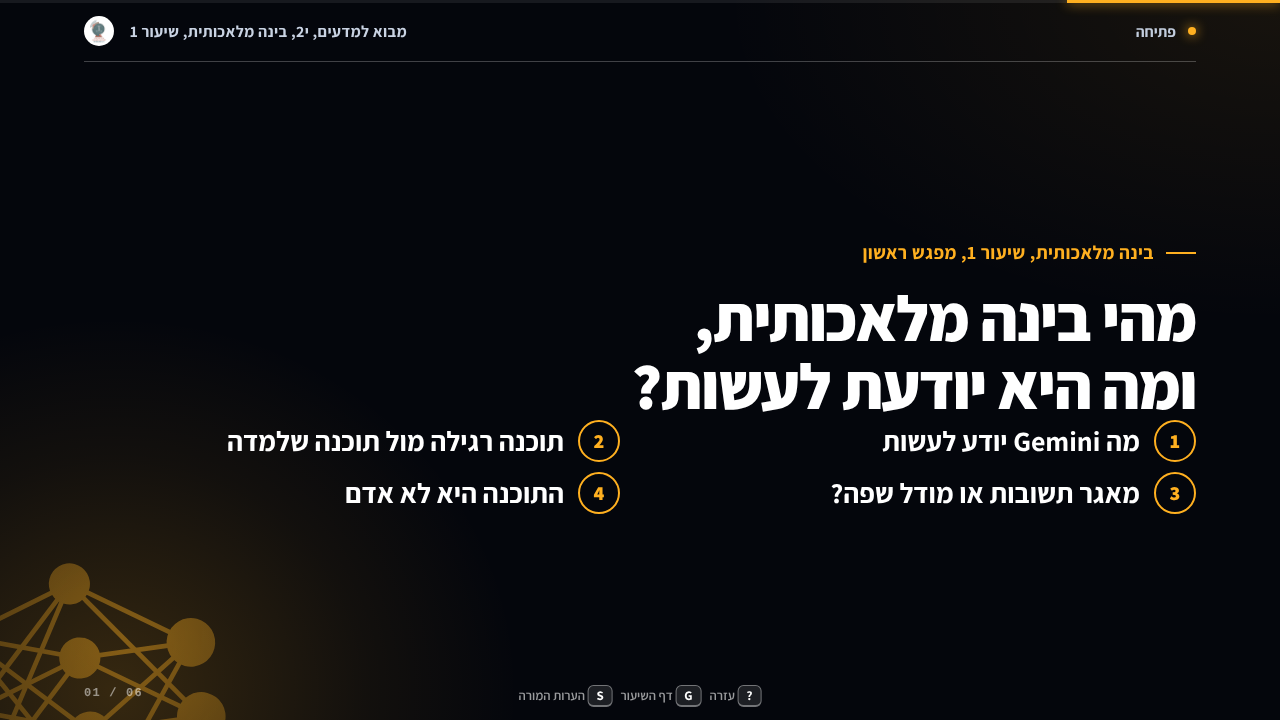 פתיחה
מבוא למדעים, י2, בינה מלאכותית, שיעור 1
בינה מלאכותית, שיעור 1, מפגש ראשון
מהי בינה מלאכותית,
ומה היא יודעת לעשות?
1 מה Gemini יודע לעשות
2 תוכנה רגילה מול תוכנה שלמדה
3 מאגר תשובות או מודל שפה?
4 התוכנה היא לא אדם
? עזרה G דף השיעור S הערות המורה
01 / 06